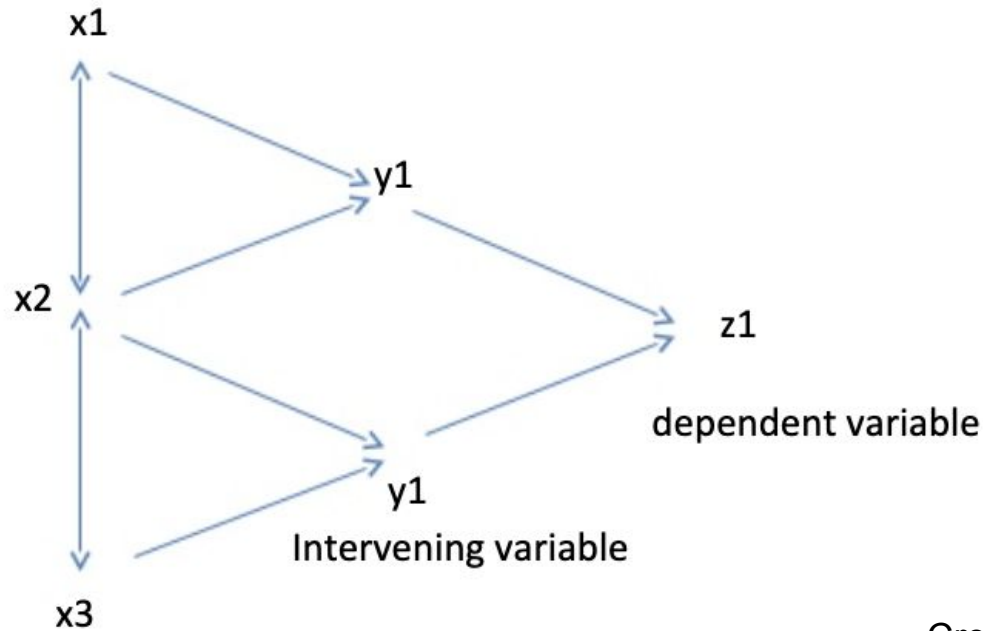 x1
y1
x2
z1
dependent variable
y1
Intervening variable
x3